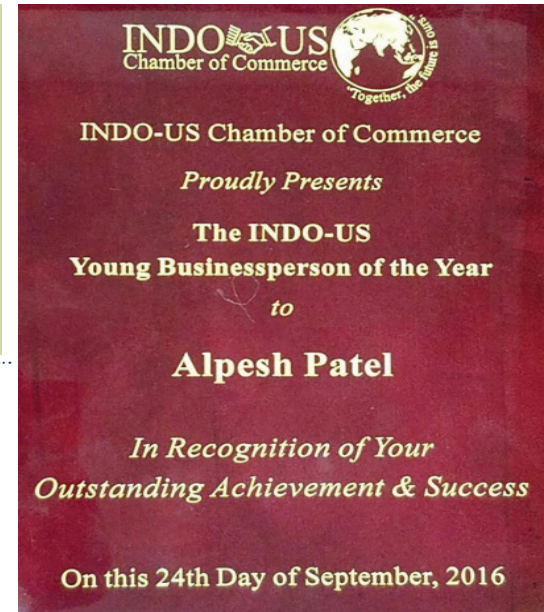 INDO US
Chamber of Commerce
"Together, the future is ours."
INDO-US Chamber of Commerce
Proudly Presents
The INDO-US
Young Businessperson of the Year
to
Alpesh Patel
In Recognition of Your
Outstanding Achievement & Success
On this 24th Day of September, 2016